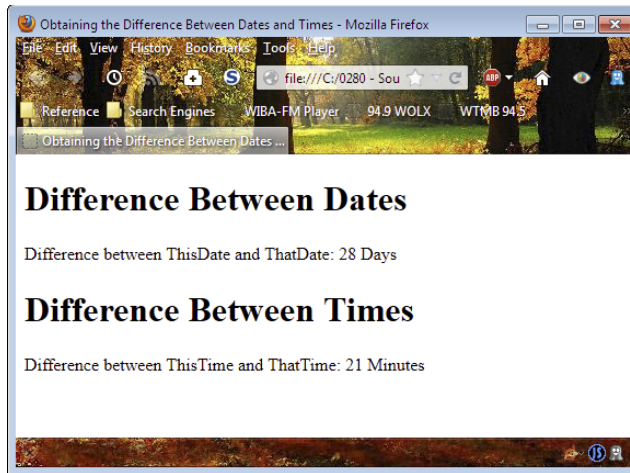 Obtaining the Difference Between Dates and Times - Mozilla Firefox
File Edit View History Bookmarks Tools Help
S file:///C:/0280 - Sou ABP
Reference Search Engines WIBA-FM Player 94.9 WOLX WTMB 94.5
Obtaining the Difference Between Dates ...
Difference Between Dates
Difference between ThisDate and ThatDate: 28 Days
Difference Between Times
Difference between ThisTime and ThatTime: 21 Minutes
JS